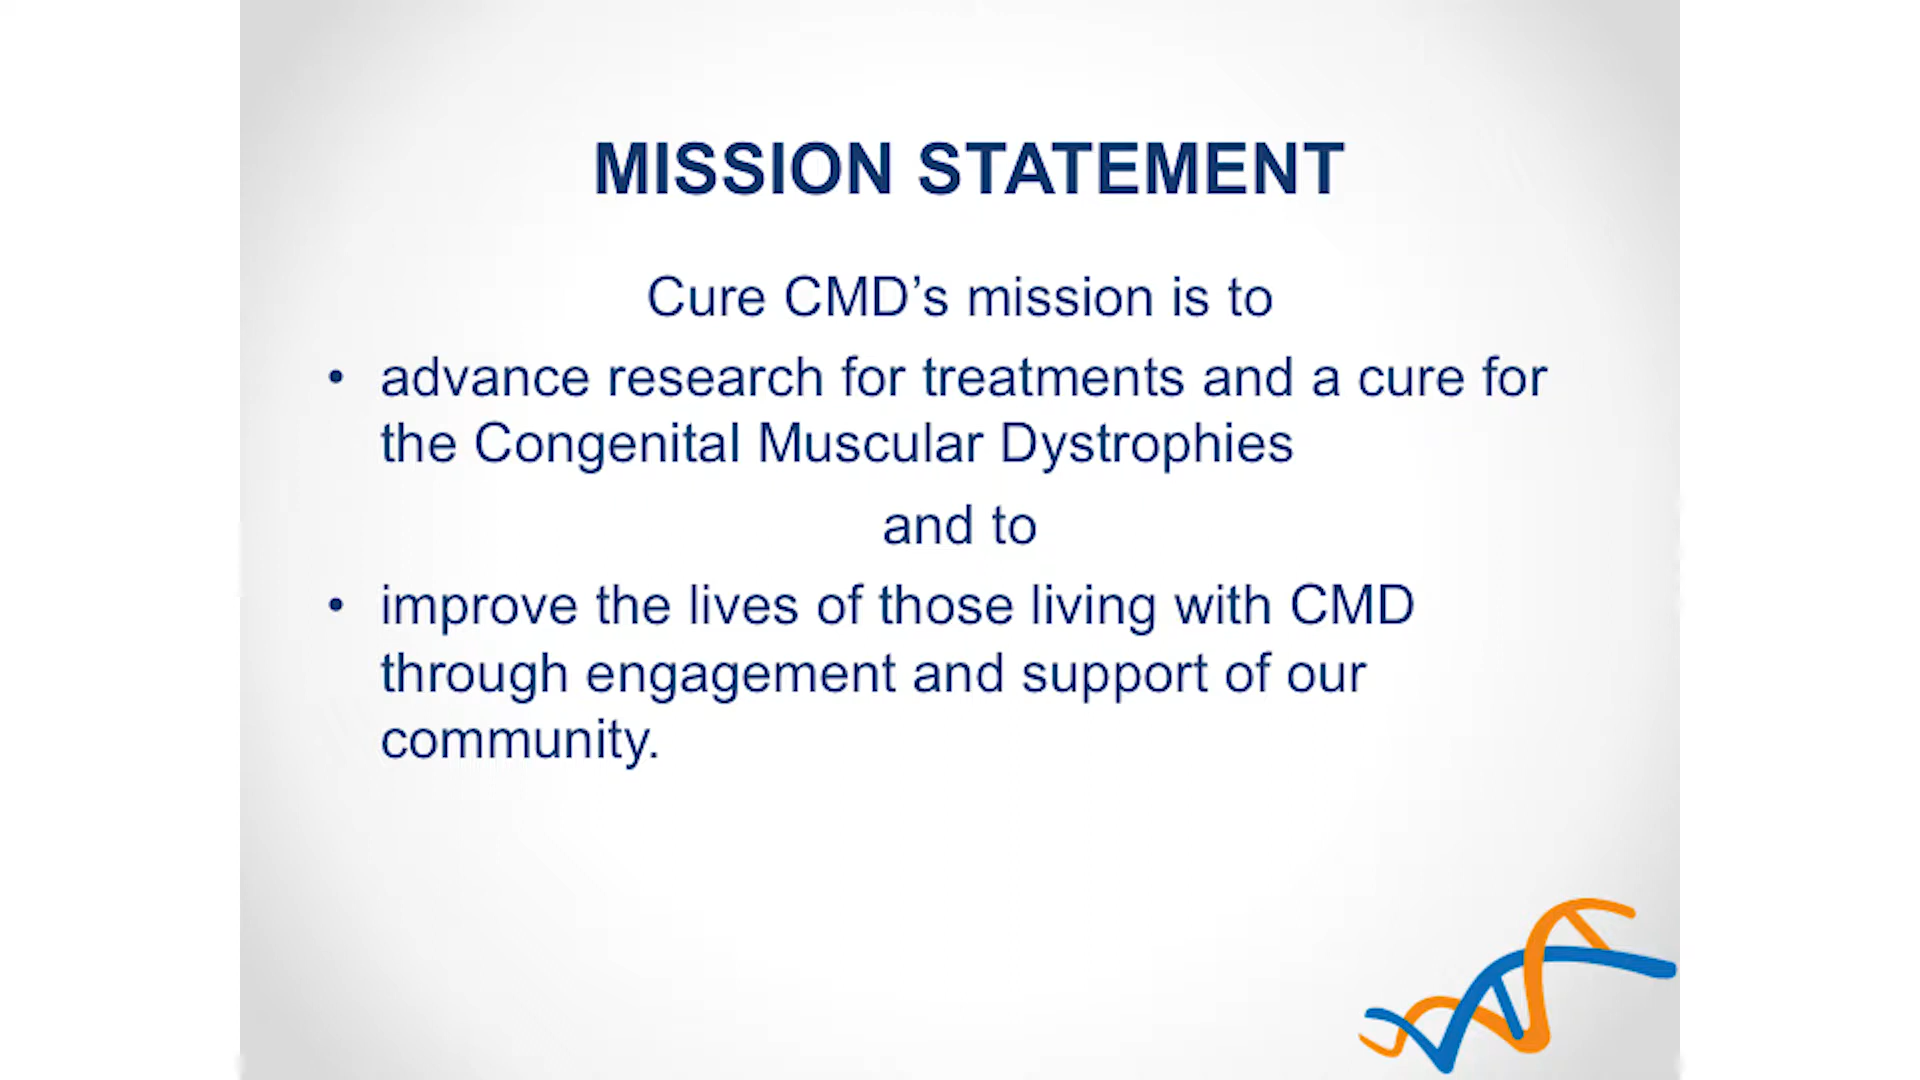 MISSION STATEMENT
Cure CMD’s mission is to
• advance research for treatments and a cure for
the Congenital Muscular Dystrophies
and to
• improve the lives of those living with CMD
through engagement and support of our
community.